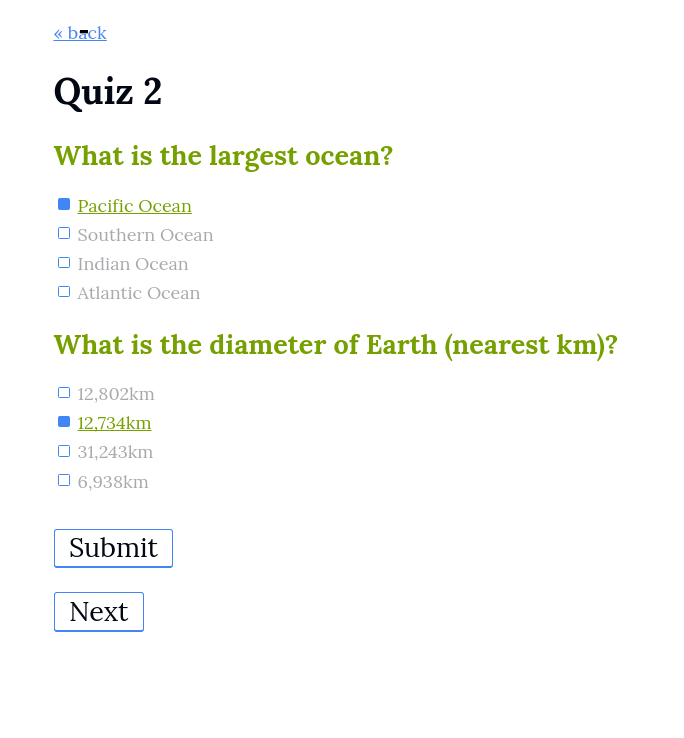 « back
Quiz 2
What is the largest ocean?
Pacific Ocean
Southern Ocean
Indian Ocean
Atlantic Ocean
What is the diameter of Earth (nearest km)?
12,802km
12,734km
31,243km
6,938km
Submit
Next